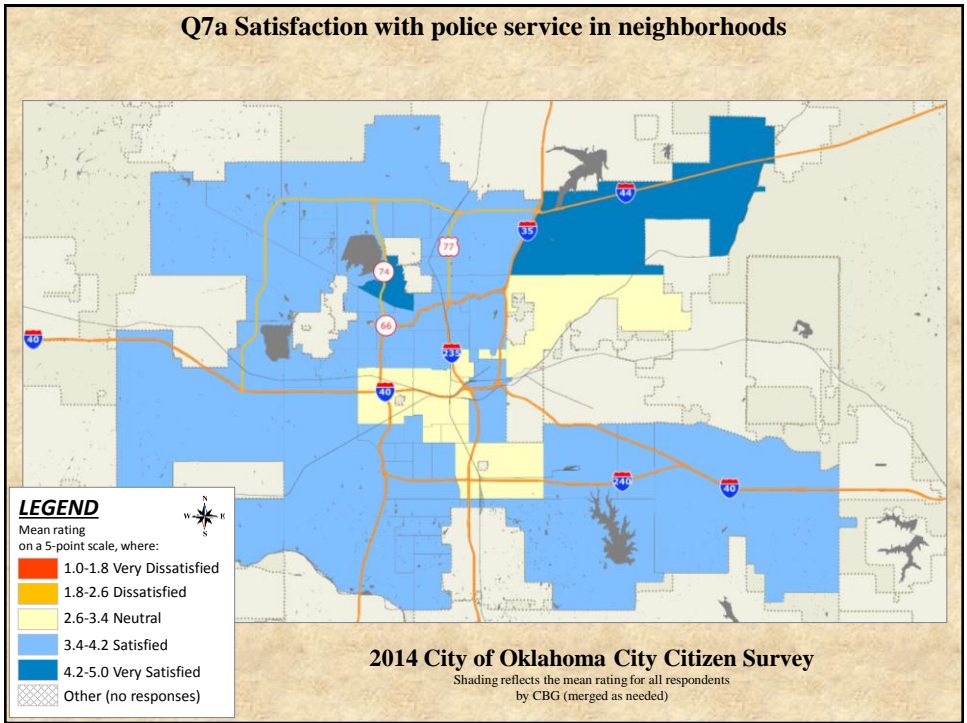 Q7a Satisfaction with police service in neighborhoods
44
35
77
74
66
40
235
40
240
40
LEGEND
Mean rating
on a 5-point scale, where:
N
W
E
S
1.0-1.8 Very Dissatisfied
1.8-2.6 Dissatisfied
2.6-3.4 Neutral
3.4-4.2 Satisfied
4.2-5.0 Very Satisfied
Other (no responses)
2014 City of Oklahoma City Citizen Survey
Shading reflects the mean rating for all respondents
by CBG (merged as needed)